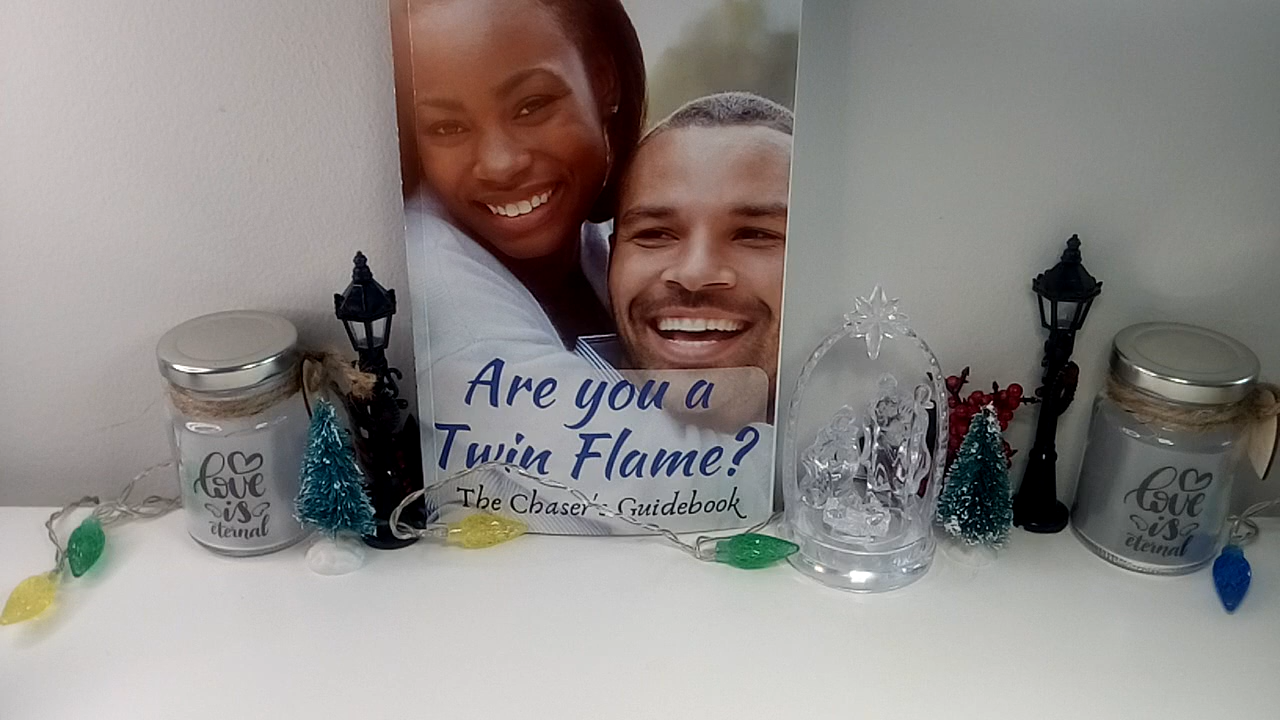 Are you a
Twin Flame?
The Chaser's Guidebook
love
is
eternal
love
is
eternal